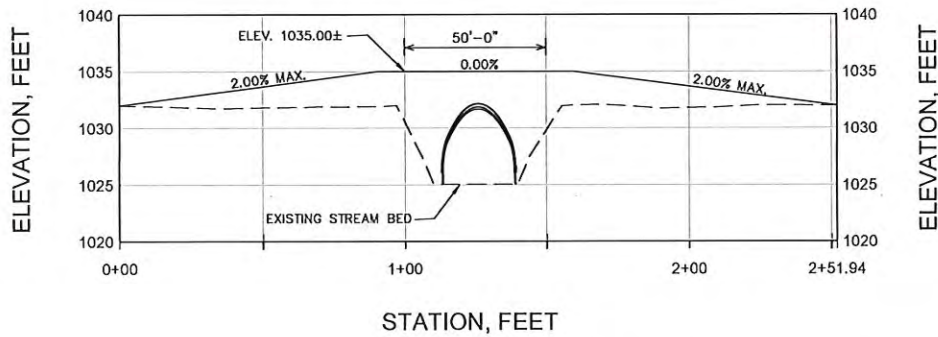 1040
1040
ELEV. 1035.00±
50'-0"
1035
2.00% MAX.
0.00%
2.00% MAX.
1035
ELEVATION, FEET
1030
1030
ELEVATION, FEET
1025
1025
EXISTING STREAM BED
1020
1020
0+00
1+00
2+00
2+51.94
STATION, FEET